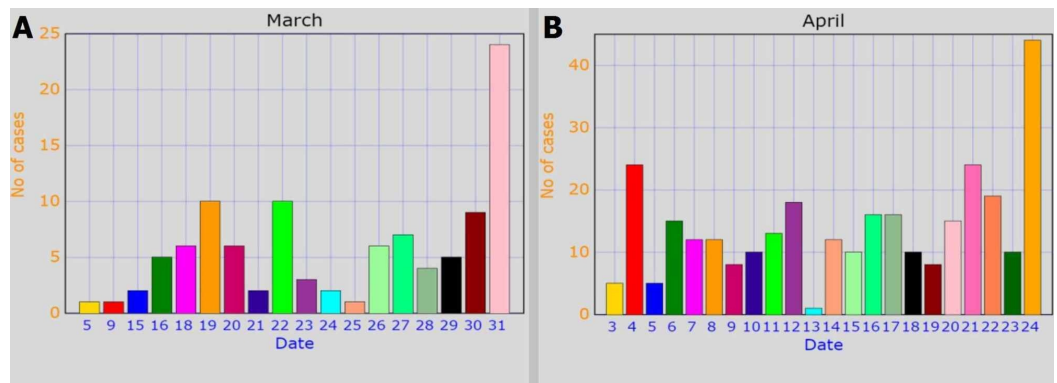 A
March
25
20
15
10
5
0
No of cases
5 9 15 16 18 19 20 21 22 23 24 25 26 27 28 29 30 31
Date
B
April
40
30
20
10
0
No of cases
3 4 5 6 7 8 9 10 11 12 13 14 15 16 17 18 19 20 21 22 23 24
Date